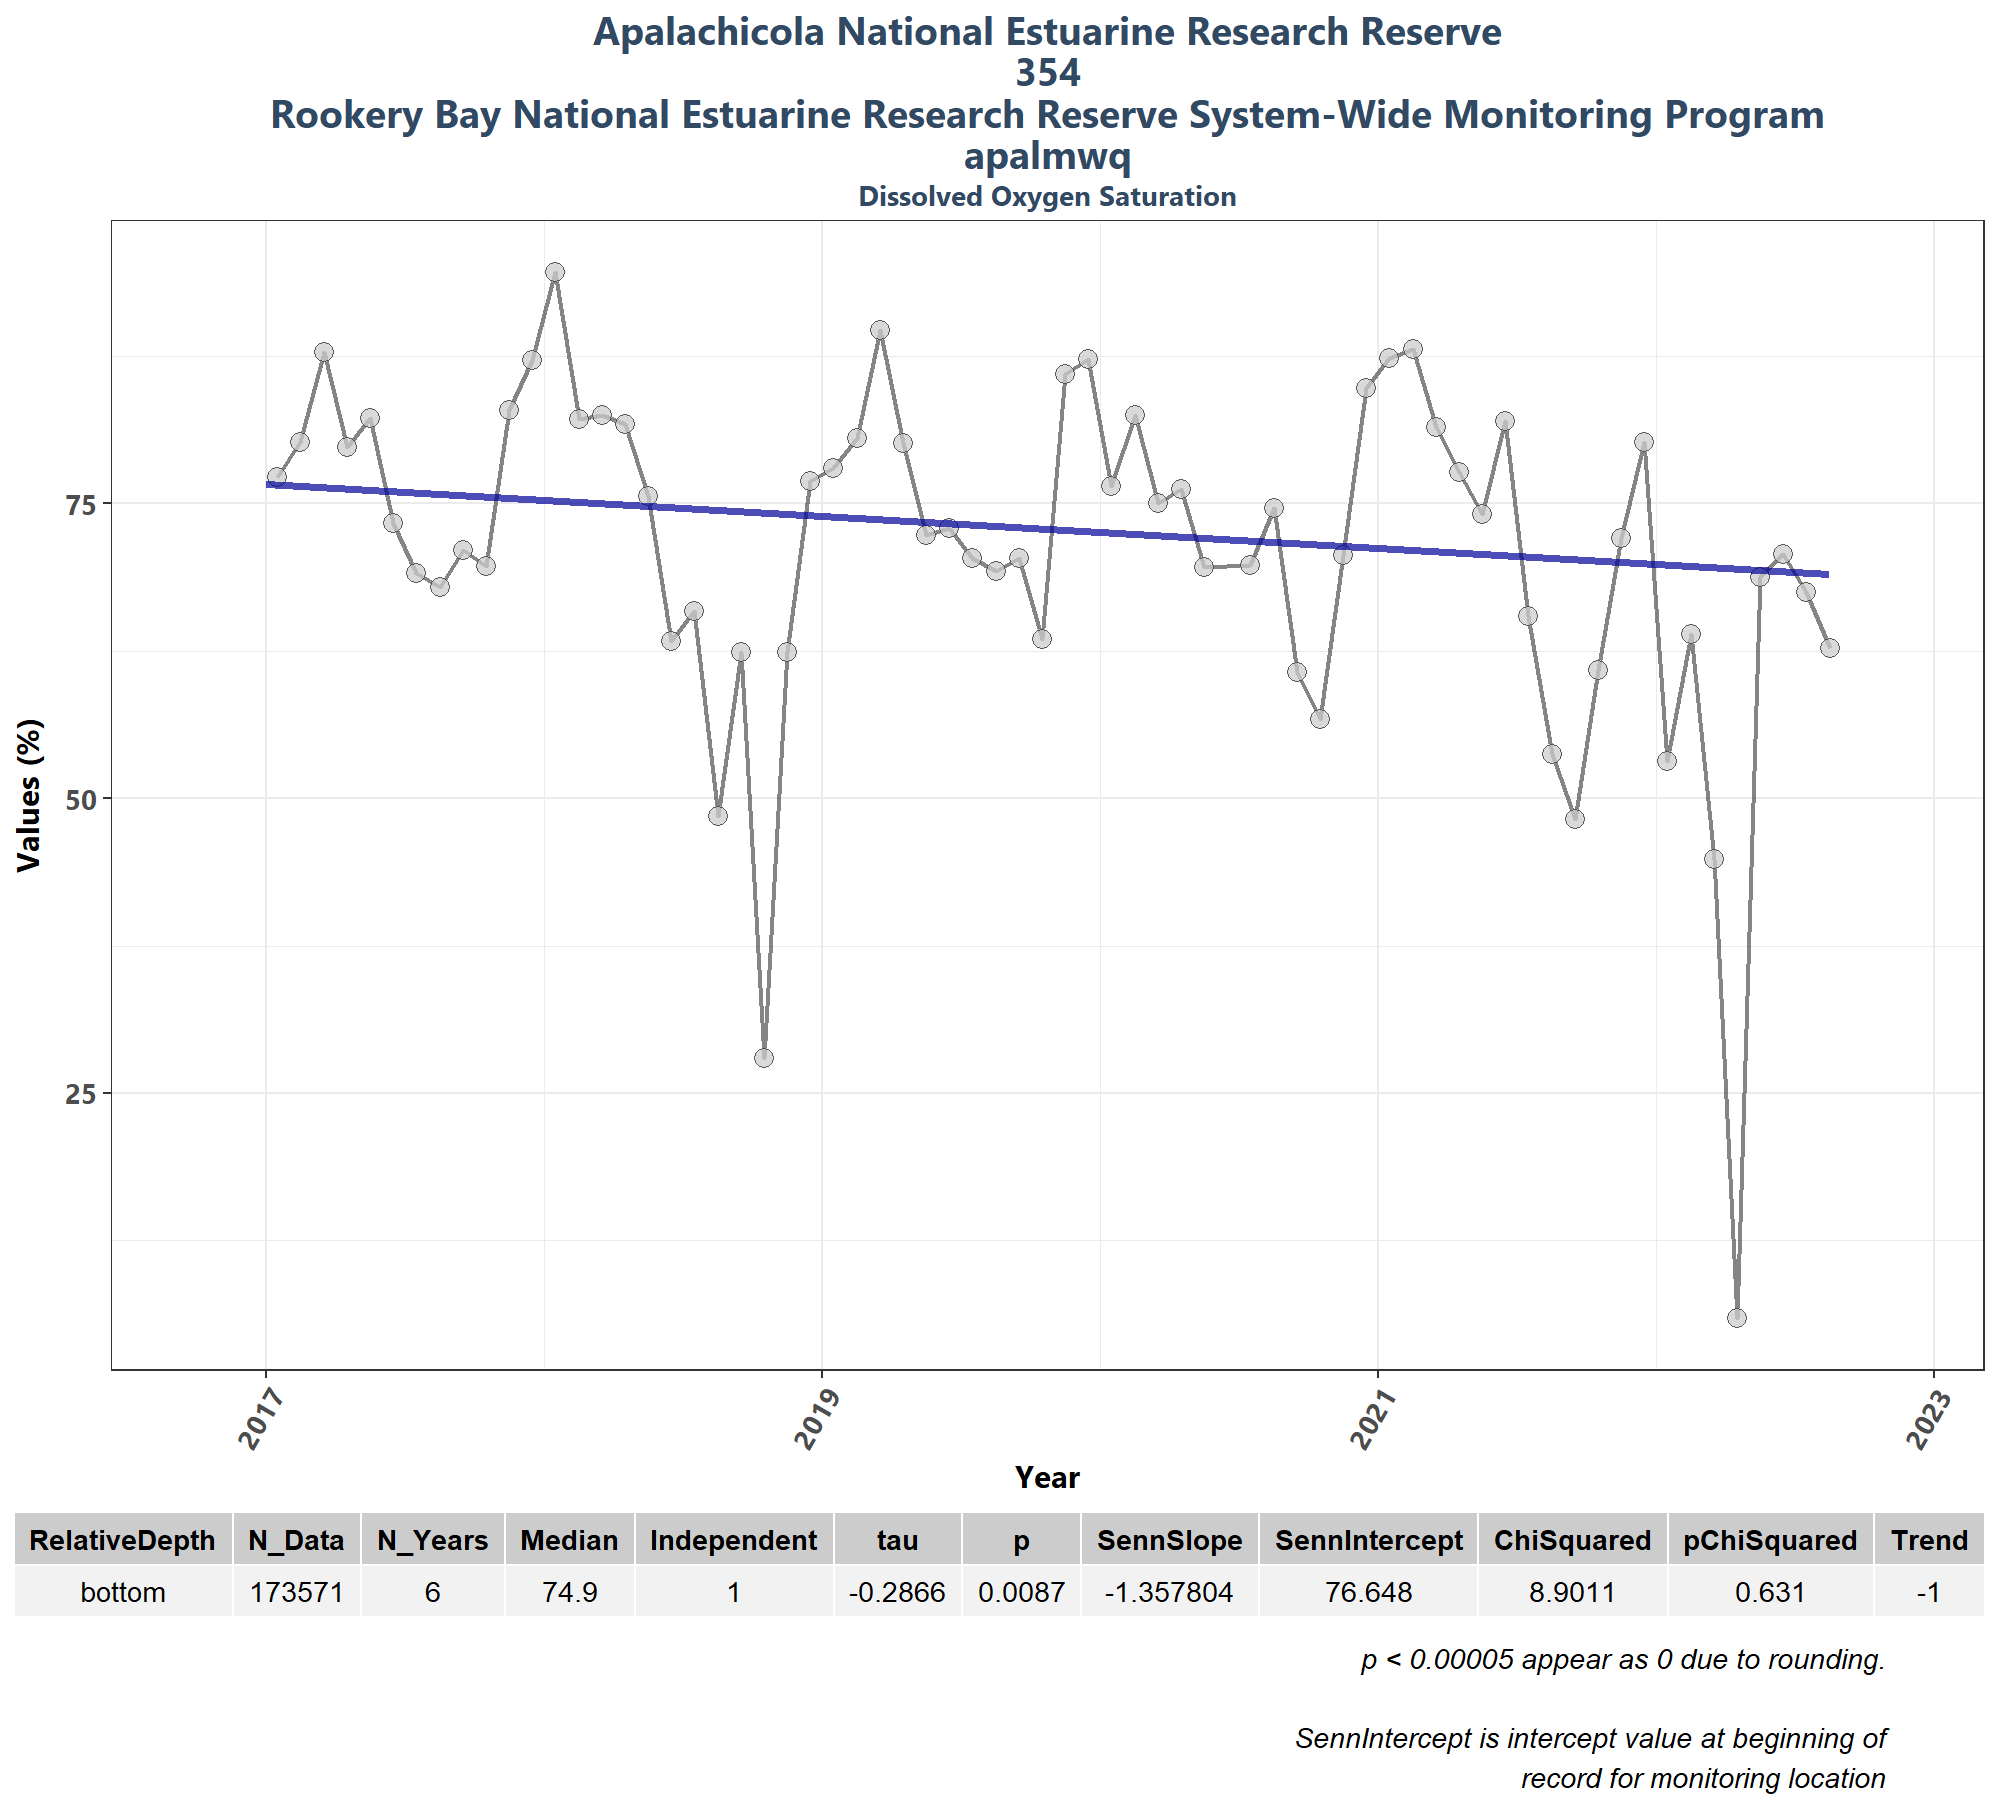 Apalachicola National Estuarine Research Reserve
354
Rookery Bay National Estuarine Research Reserve System-Wide Monitoring Program
apalmwq
Dissolved Oxygen Saturation
Values (%)
75
50
25
2017
2019
2021
2023
Year
RelativeDepth N_Data N_Years Median Independent tau p SennSlope SennIntercept ChiSquared pChiSquared Trend
bottom 173571 6 74.9 1 -0.2866 0.0087 -1.357804 76.648 8.9011 0.631 -1
p < 0.00005 appear as 0 due to rounding.
SennIntercept is intercept value at beginning of
record for monitoring location